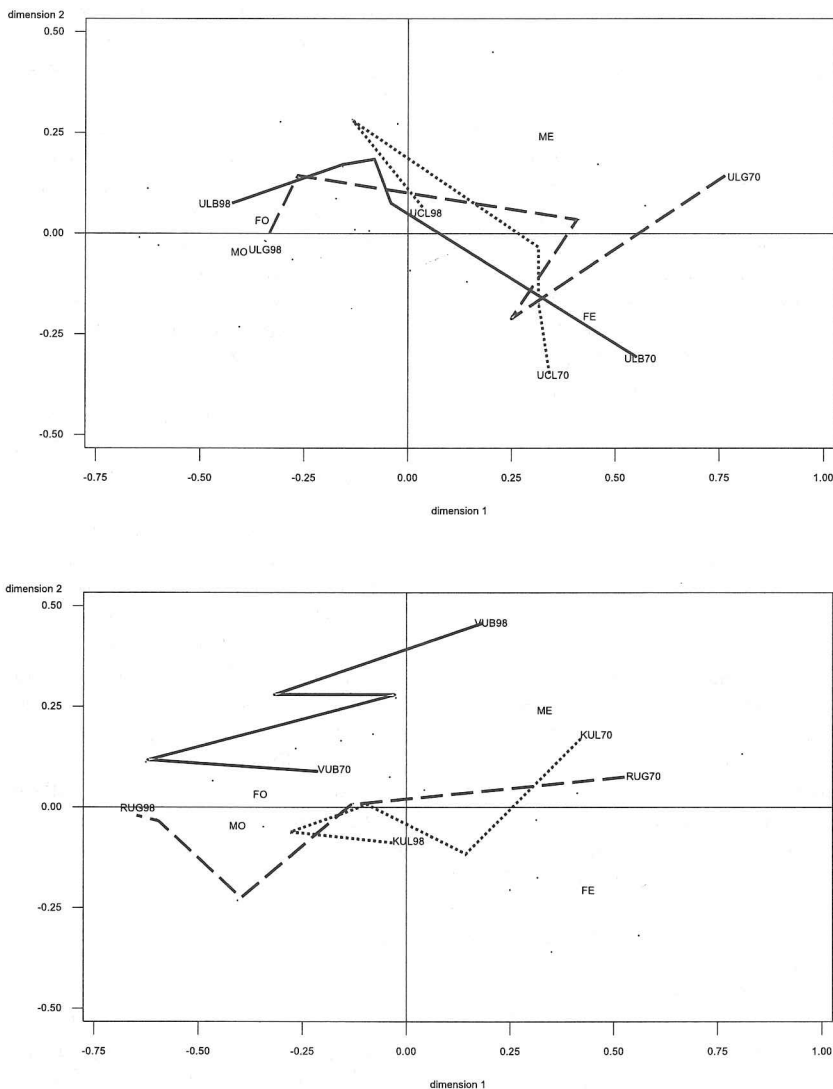 dimension 2
0.50
0.25
0.00
-0.25
-0.50
ME
ULG70
ULB98
FO
UCL98
MO
ULG98
FE
ULB70
UCL70
-0.75
-0.50
-0.25
0.00
0.25
0.50
0.75
1.00
dimension 1
dimension 2
0.50
0.25
0.00
-0.25
-0.50
VUB98
ME
KUL70
VUB70
RUG70
FO
RUG98
MO
KUL98
FE
-0.75
-0.50
-0.25
0.00
0.25
0.50
0.75
1.00
dimension 1